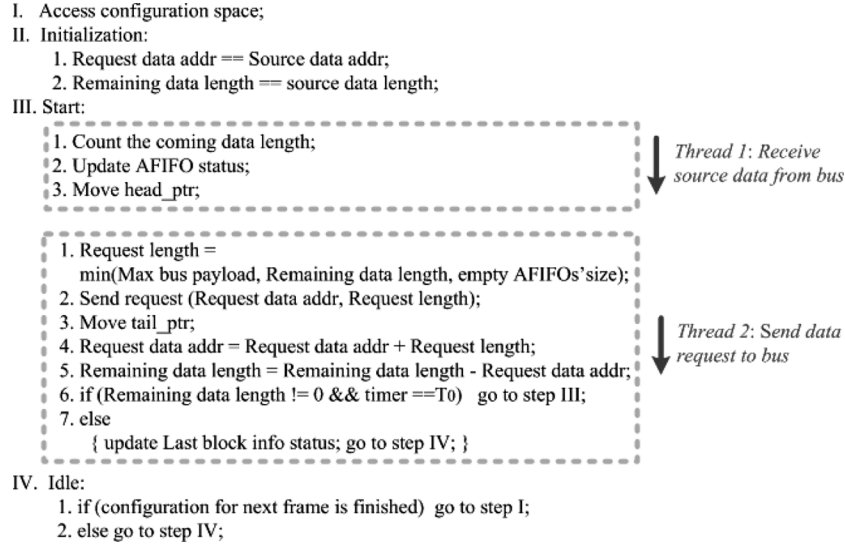 I. Access configuration space;
II. Initialization:
1. Request data addr == Source data addr;
2. Remaining data length == source data length;
III. Start:
1. Count the coming data length;
2. Update AFIFO status;
3. Move head_ptr;
Thread 1: Receive
source data from bus
1. Request length =
min(Max bus payload, Remaining data length, empty AFIFOs'size);
2. Send request (Request data addr, Request length);
3. Move tail_ptr;
4. Request data addr = Request data addr + Request length;
5. Remaining data length = Remaining data length - Request data addr;
6. if (Remaining data length != 0 && timer ==T0) go to step III;
7. else
{ update Last block info status; go to step IV; }
Thread 2: Send data
request to bus
IV. Idle:
1. if (configuration for next frame is finished) go to step I;
2. else go to step IV;